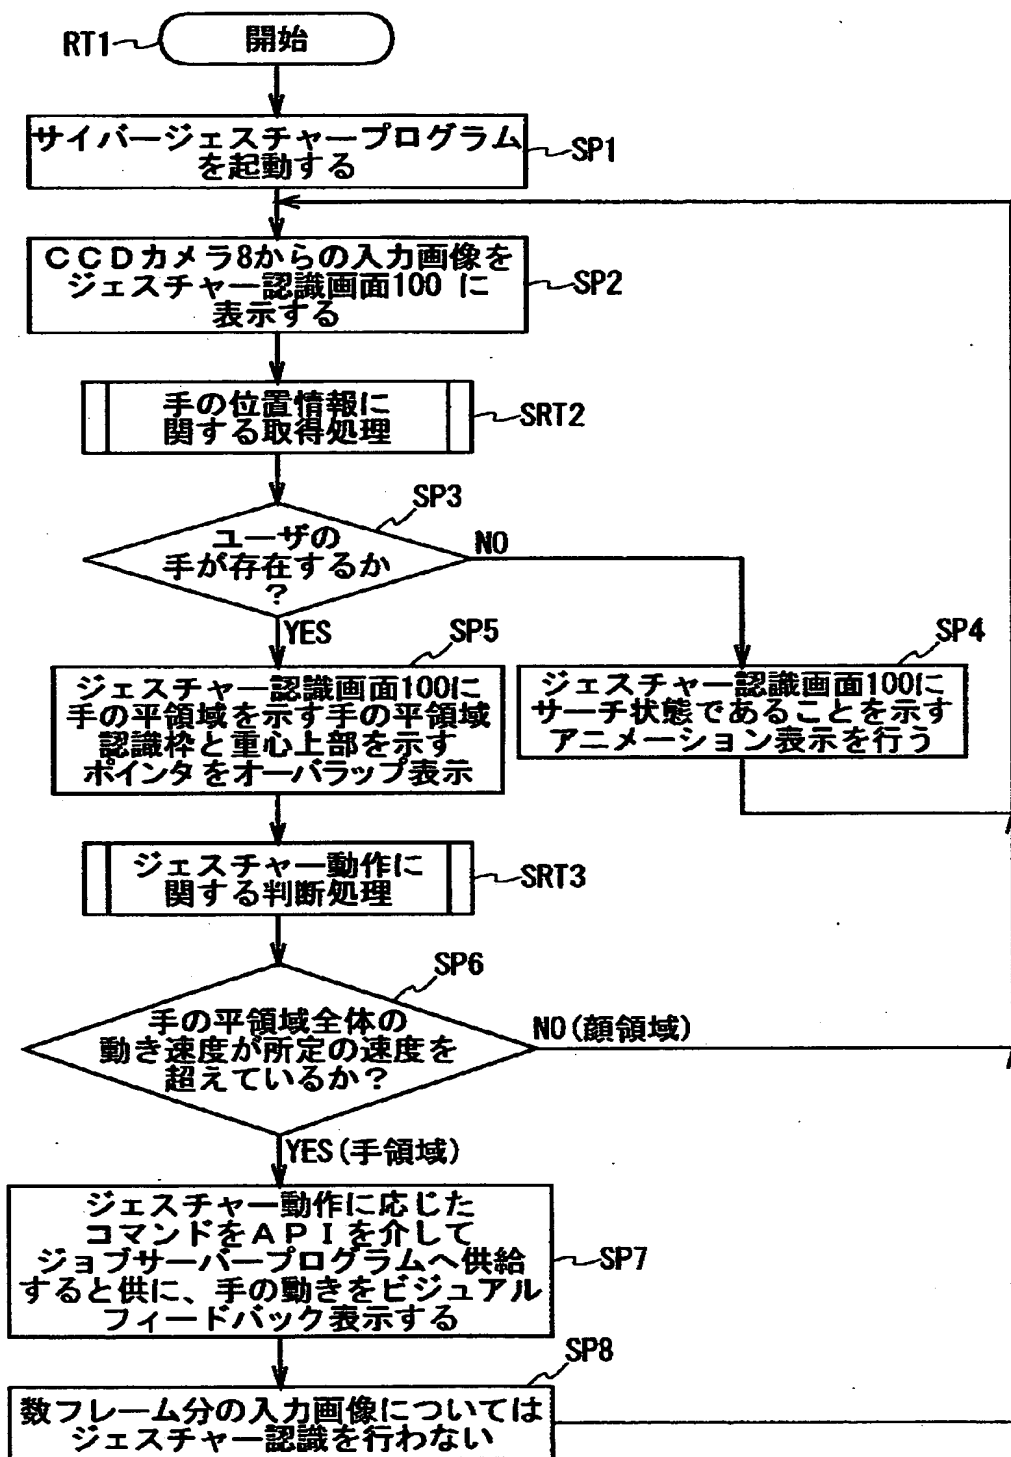 RT1
開始
サイバージェスチャープログラム
を起動する
SP1
ＣＣＤカメラ8からの入力画像を
ジェスチャー認識画面100 に
表示する
SP2
手の位置情報に
関する取得処理
SRT2
SP3
ユーザの
手が存在するか
?
NO
YES
SP5
ジェスチャー認識画面100に
手の平領域を示す手の平領域
認識枠と重心上部を示す
ポインタをオーバラップ表示
SP4
ジェスチャー認識画面100に
サーチ状態であることを示す
アニメーション表示を行う
ジェスチャー動作に
関する判断処理
SRT3
SP6
手の平領域全体の
動き速度が所定の速度を
超えているか？
NO(顔領域)
YES(手領域)
ジェスチャー動作に応じた
コマンドをＡＰＩを介して
ジョブサーバープログラムへ供給
すると供に、手の動きをビジュアル
フィードバック表示する
SP7
SP8
数フレーム分の入力画像については
ジェスチャー認識を行わない